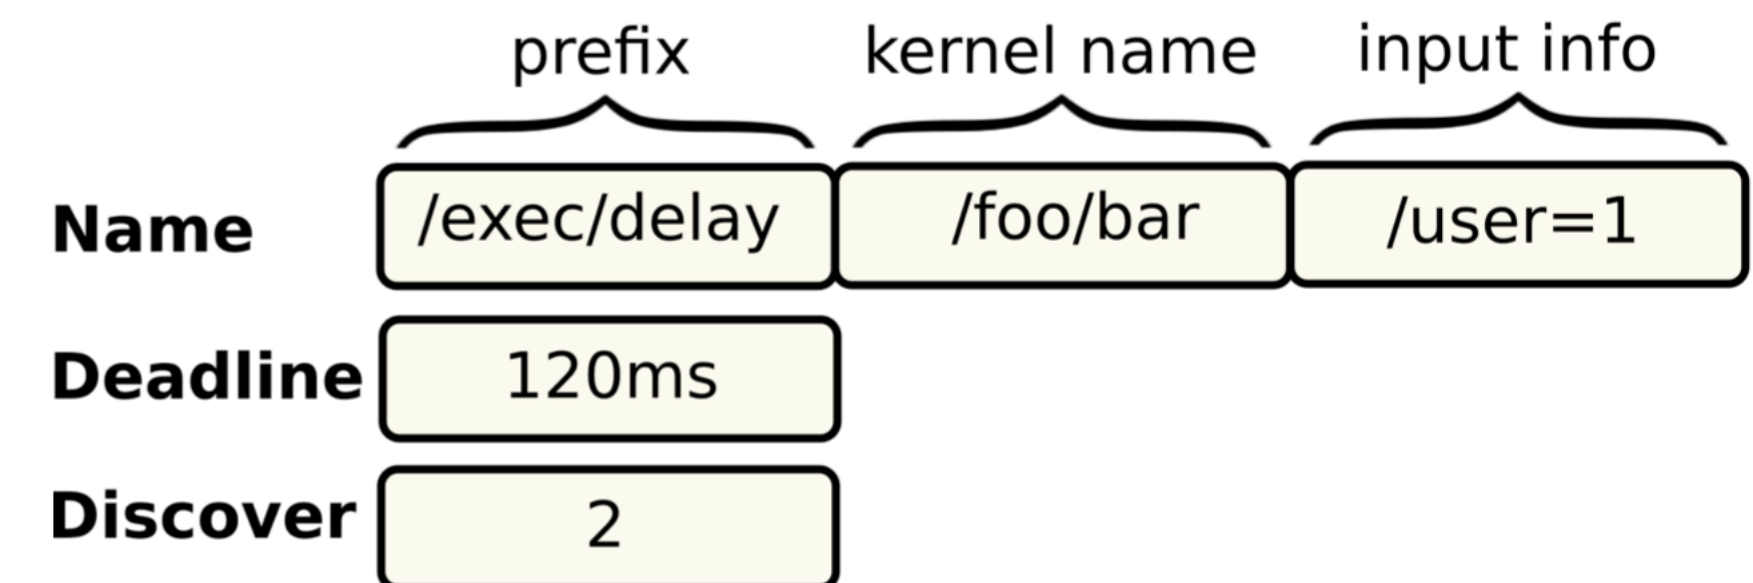 prefix kernel name input info
Name /exec/delay /foo/bar /user=1
Deadline 120ms
Discover 2